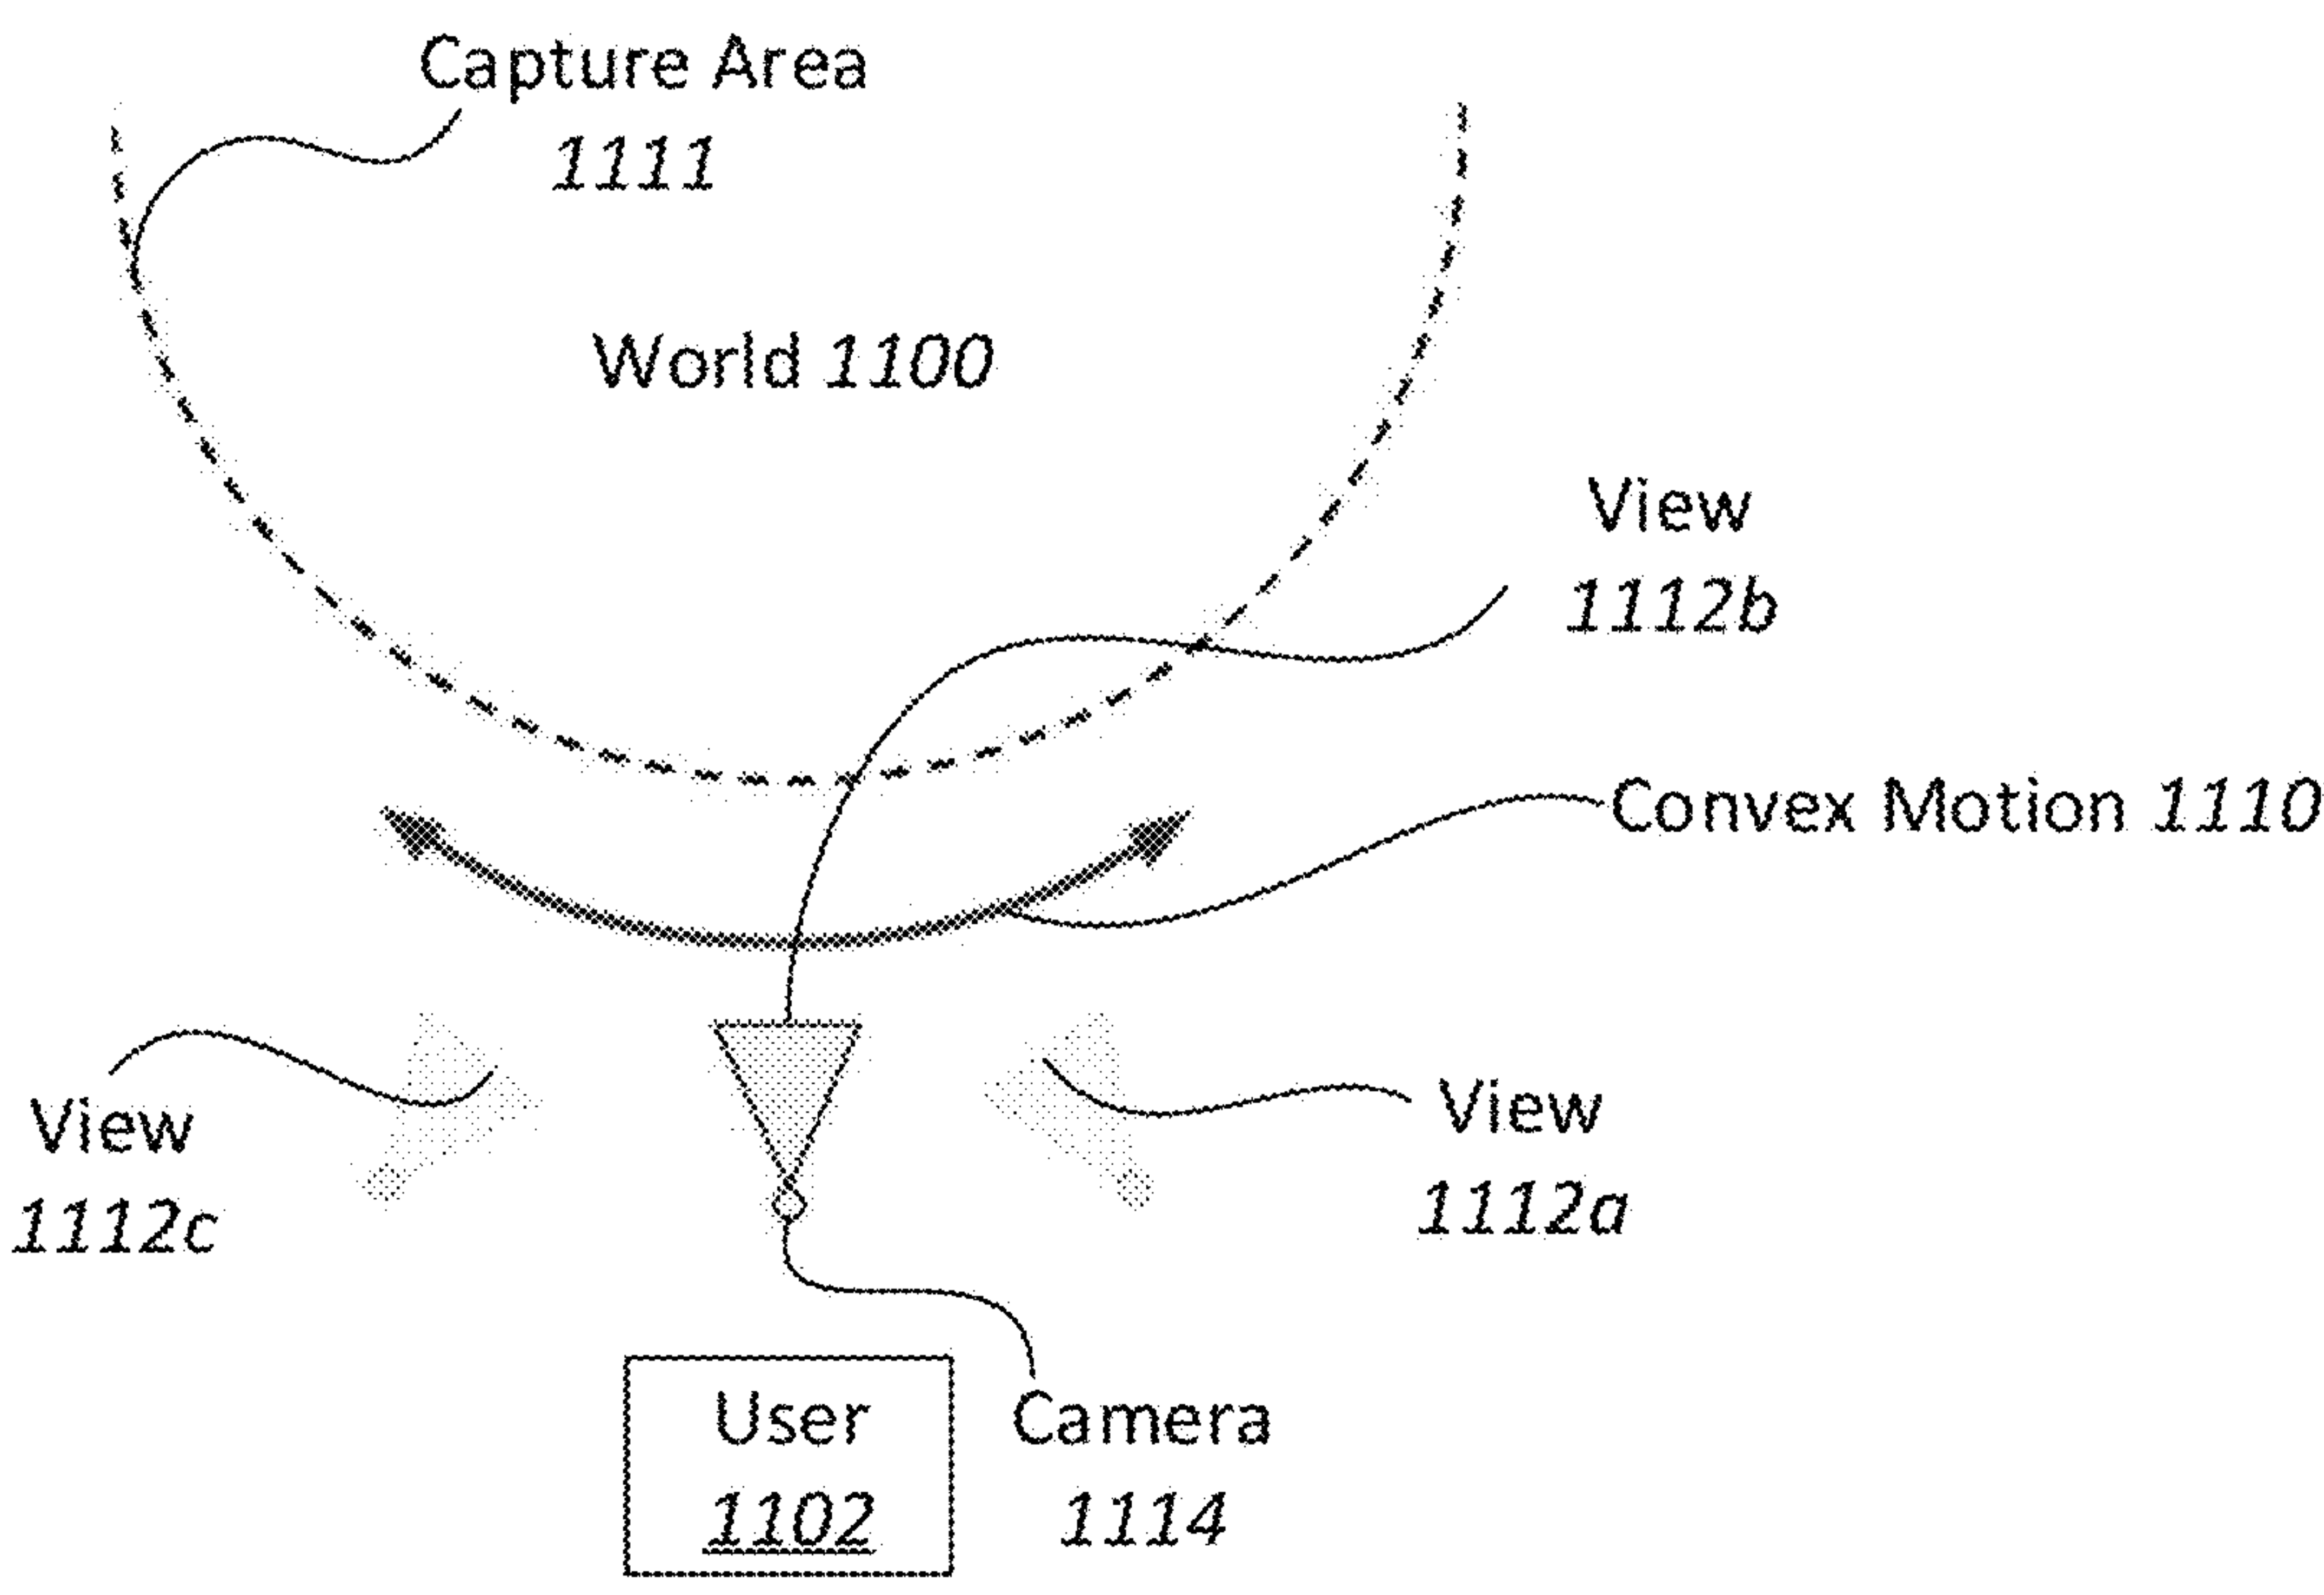 Capture Area
1111
World 1100
View
1112b
Convex Motion 1110
View
1112c
View
1112a
User
1102
Camera
1114